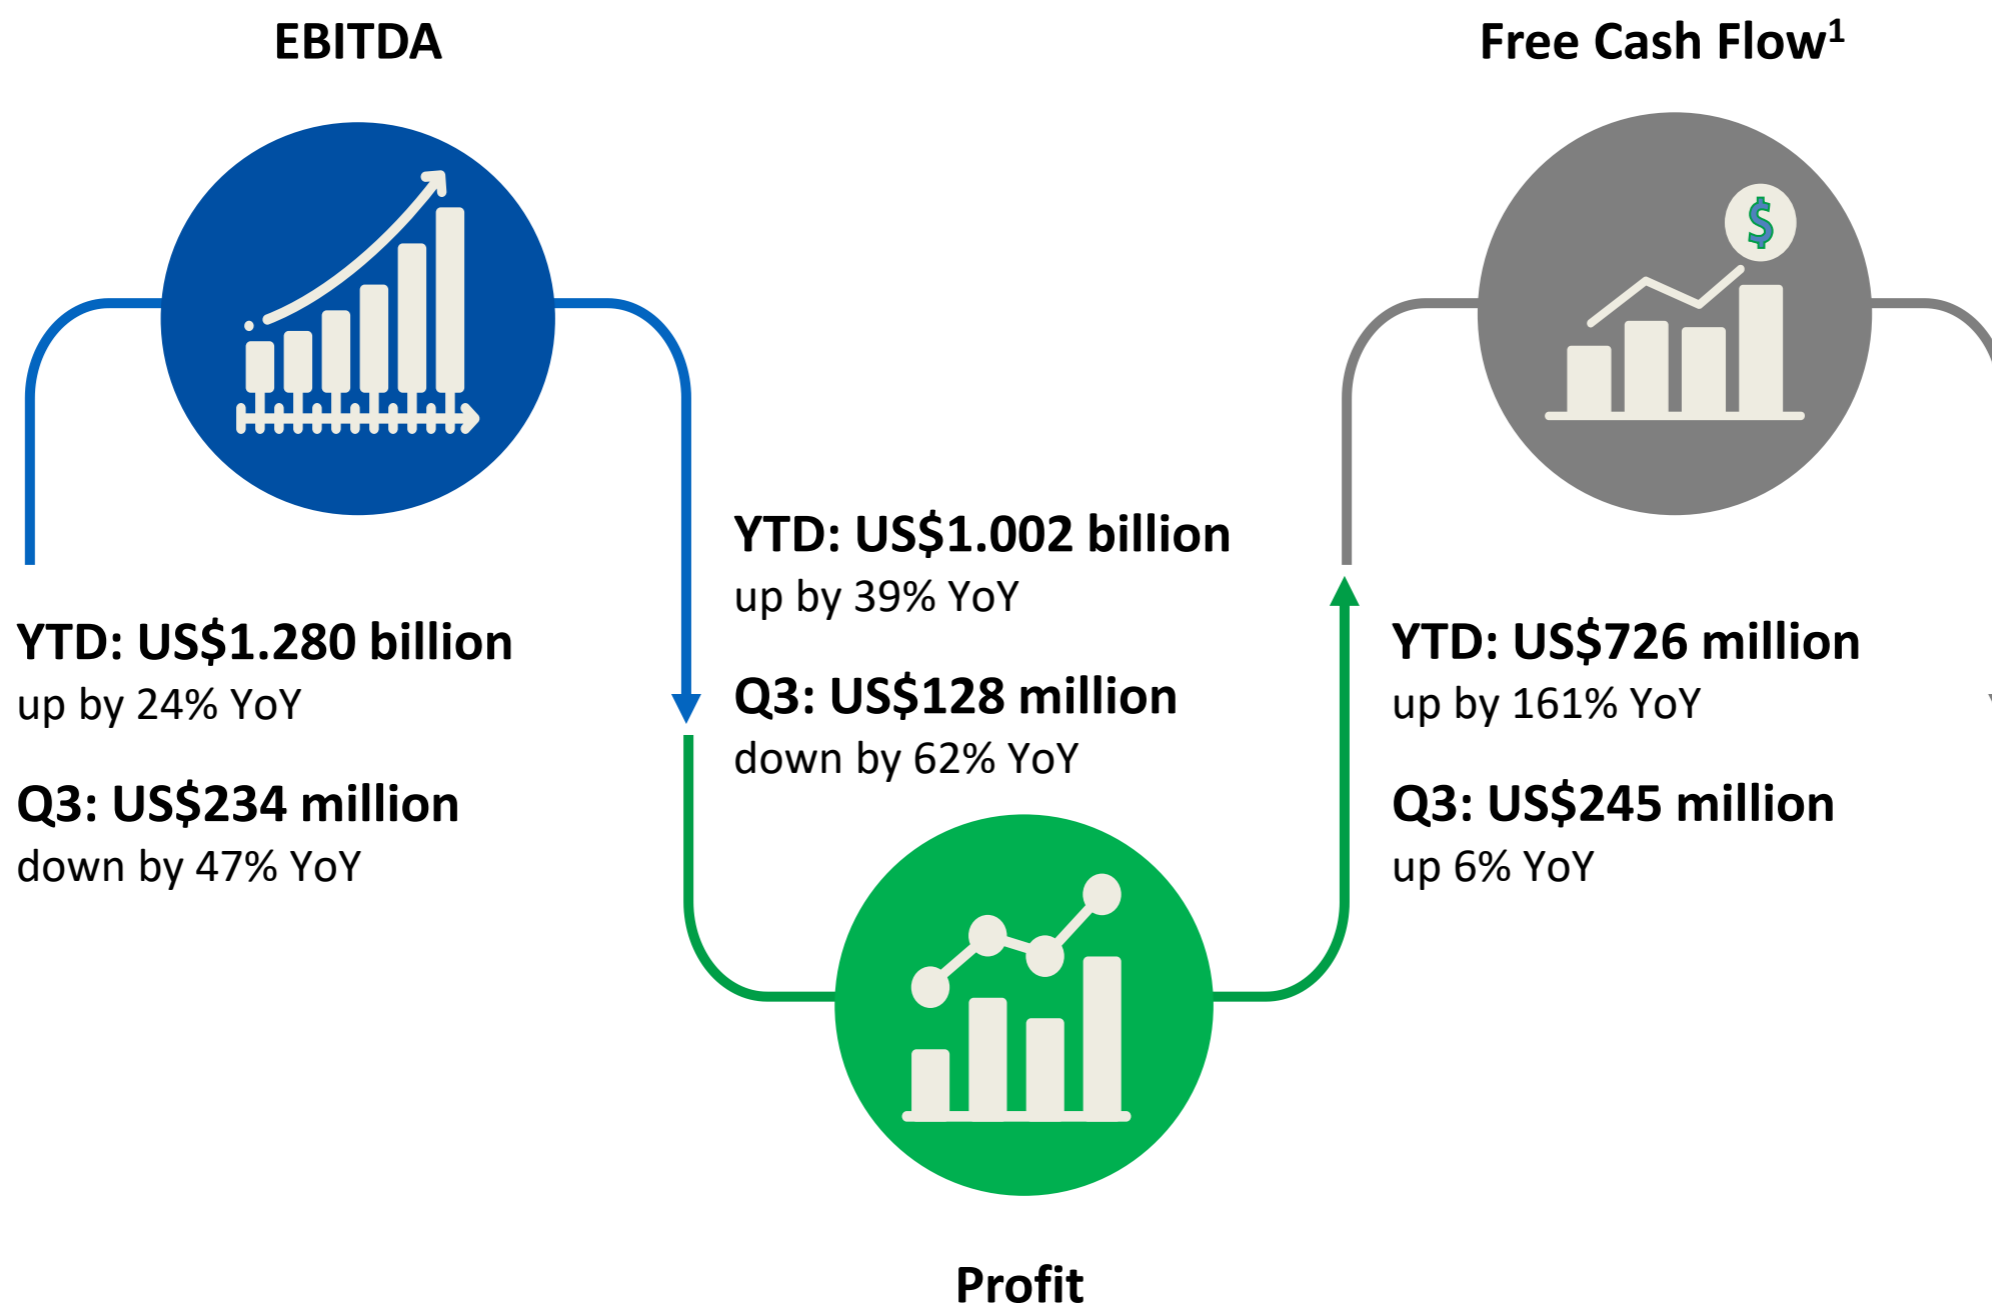 EBITDA
YTD: US$1.280 billion
up by 24% YoY
Q3: US$234 million
down by 47% YoY
YTD: US$1.002 billion
up by 39% YoY
Q3: US$128 million
down by 62% YoY
Profit
Free Cash Flow¹
$
YTD: US$726 million
up by 161% YoY
Q3: US$245 million
up 6% YoY